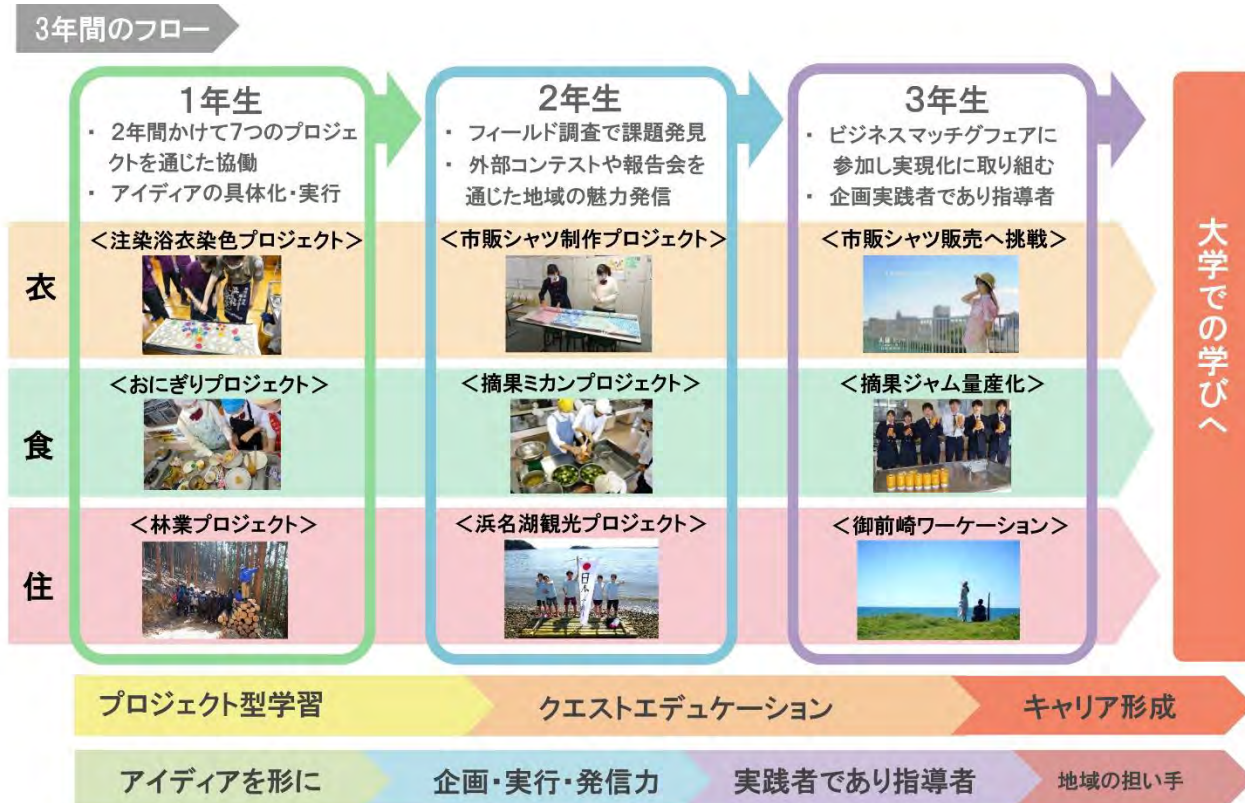 3年間のフロー
1年生
・ 2年間かけて7つのプロジェ
クトを通じた協働
・ アイディアの具体化・実行
2年生
・ フィールド調査で課題発見
・ 外部コンテストや報告会を
通じた地域の魅力発信
3年生
・ ビジネスマッチグフェアに
参加し実現化に取り組む
・ 企画実践者であり指導者
大学での学びへ
衣
＜注染浴衣染色プロジェクト＞
＜市販シャツ制作プロジェクト＞
＜市販シャツ販売へ挑戦＞
食
＜おにぎりプロジェクト＞
＜摘果ミカンプロジェクト＞
＜摘果ジャム量産化＞
住
＜林業プロジェクト＞
＜浜名湖観光プロジェクト＞
＜御前崎ワーケーション＞
プロジェクト型学習
クエストエデュケーション
キャリア形成
アイディアを形に
企画・実行・発信力
実践者であり指導者
地域の担い手